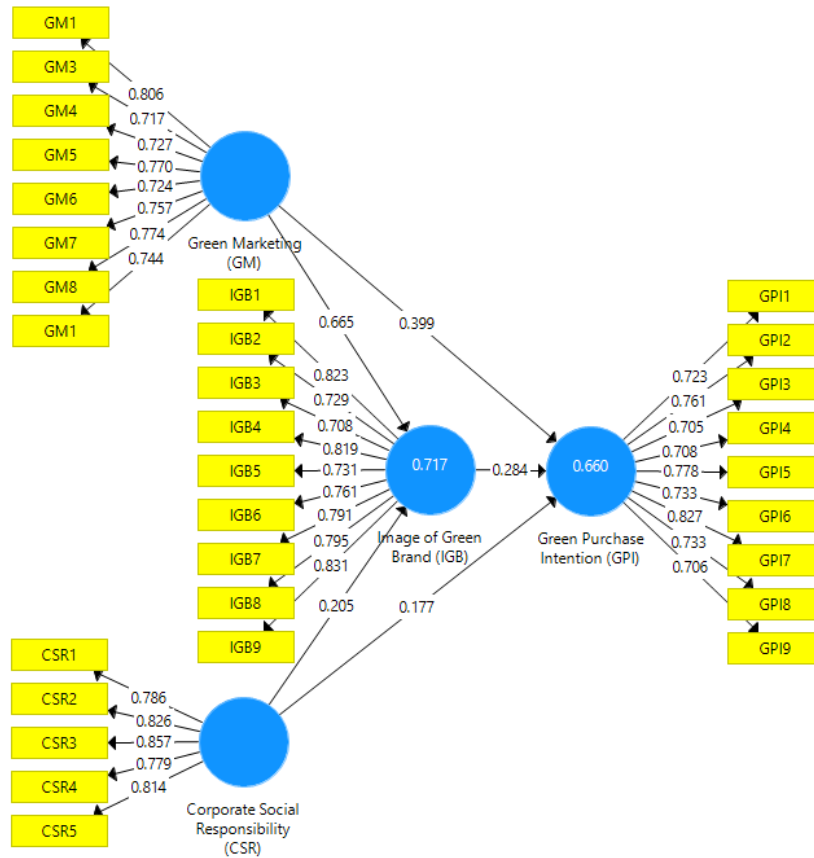 GM1
GM3
GM4
GM5
GM6
GM7
GM8
GM1
0.806
0.717
0.727
0.770
0.724
0.757
0.774
0.744
Green Marketing
(GM)
0.665
0.399
IGB1
IGB2
IGB3
IGB4
IGB5
IGB6
IGB7
IGB8
IGB9
0.823
0.729
0.708
0.819
0.731
0.761
0.791
0.795
0.831
0.717
Image of Green
Brand (IGB)
0.284
0.660
Green Purchase
Intention (GPI)
0.723
0.761
0.705
0.708
0.778
0.733
0.827
0.733
0.706
GPI1
GPI2
GPI3
GPI4
GPI5
GPI6
GPI7
GPI8
GPI9
0.205
0.177
CSR1
CSR2
CSR3
CSR4
CSR5
0.786
0.826
0.857
0.779
0.814
Corporate Social
Responsibility
(CSR)